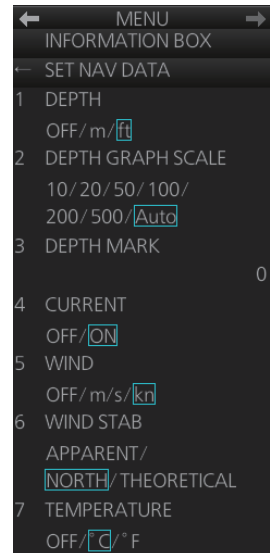 ← MENU →
INFORMATION BOX
← SET NAV DATA
1 DEPTH
OFF/m/ft
2 DEPTH GRAPH SCALE
10/20/50/100/
200/500/Auto
3 DEPTH MARK
0
4 CURRENT
OFF/ON
5 WIND
OFF/m/s/kn
6 WIND STAB
APPARENT/
NORTH/THEORETICAL
7 TEMPERATURE
OFF/°C/°F